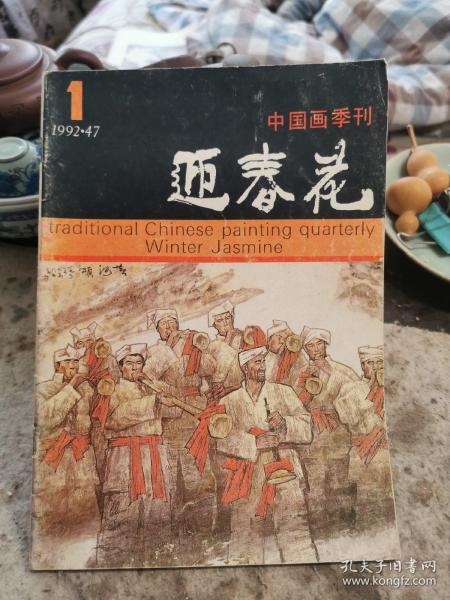 1
1992·47
中国画季刊
迎春花
traditional Chinese painting quarterly
Winter Jasmine
孔夫子旧书网
www.kongfz.com